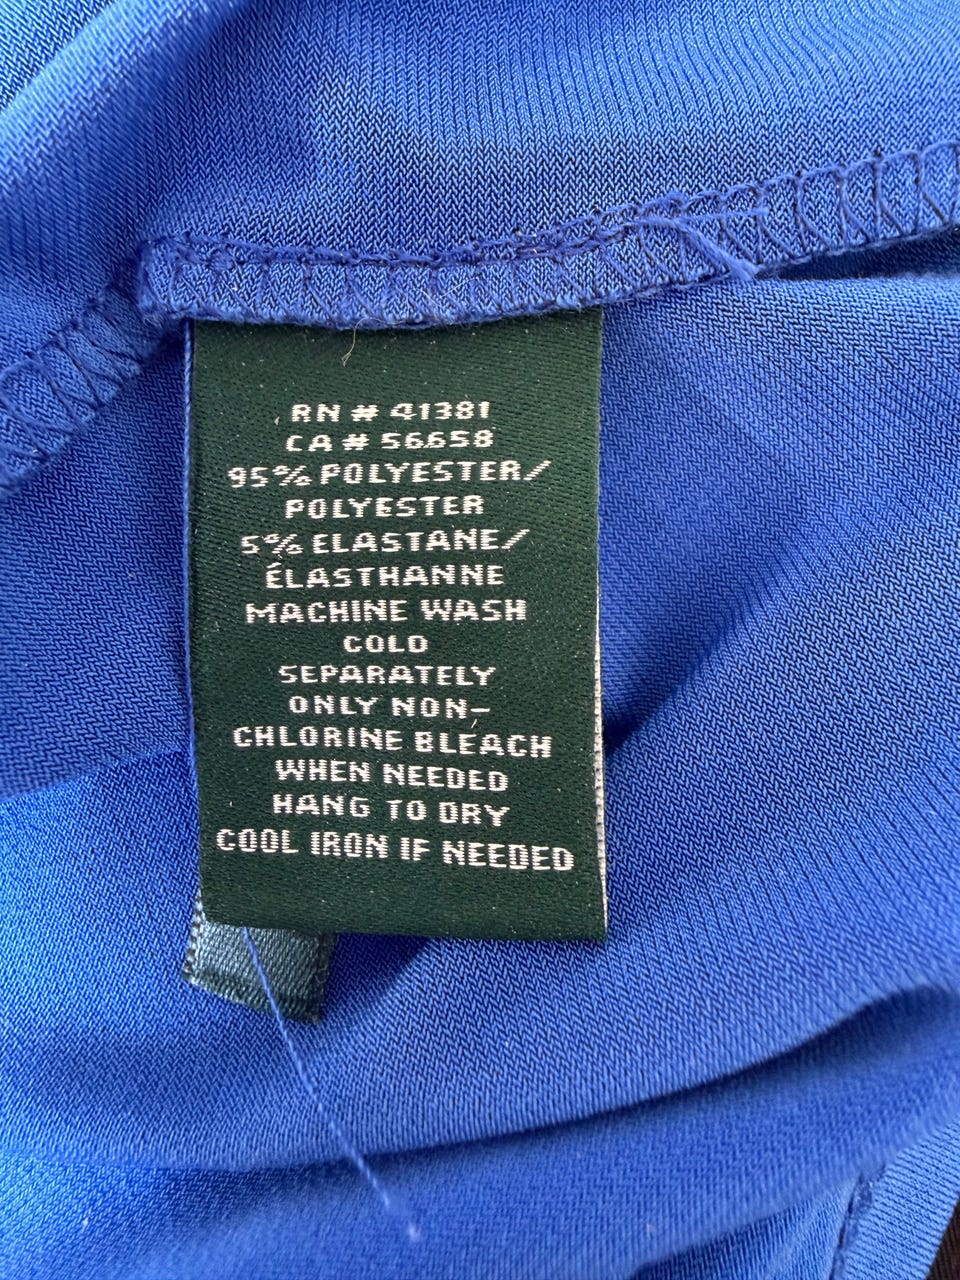 RN # 41381
CA # 56658
95% POLYESTER/
POLYESTER
5% ELASTANE/
ÉLASTHANNE
MACHINE WASH
COLD
SEPARATELY
ONLY NON-
CHLORINE BLEACH
WHEN NEEDED
HANG TO DRY
COOL IRON IF NEEDED